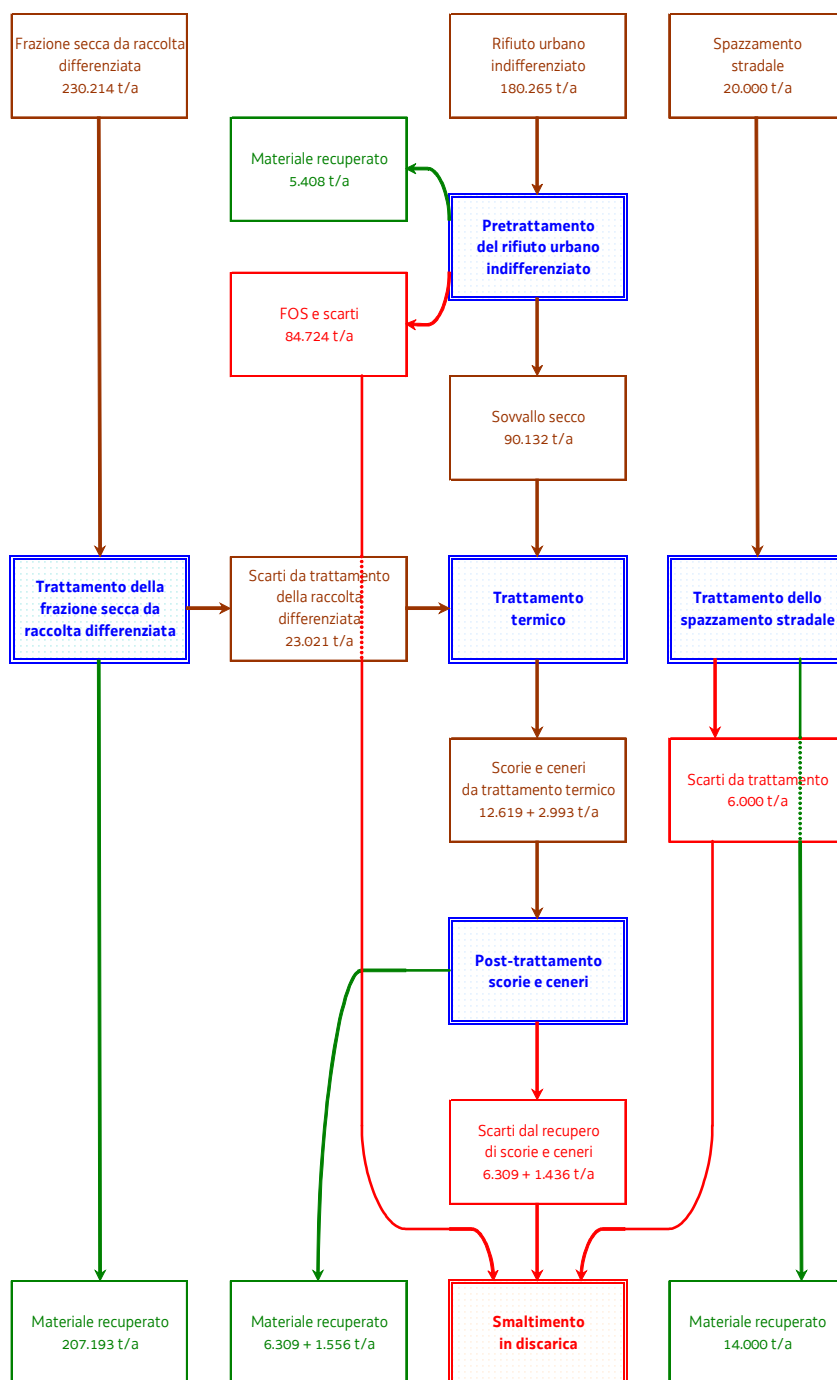 Frazione secca da raccolta
differenziata
230.214 t/a
Rifiuto urbano
indifferenziato
180.265 t/a
Spazzamento
stradale
20.000 t/a
Materiale recuperato
5.408 t/a
Pretrattamento
del rifiuto urbano
indifferenziato
FOS e scarti
84.724 t/a
Sovvallo secco
90.132 t/a
Trattamento della
frazione secca da
raccolta differenziata
Scarti da trattamento
della raccolta
differenziata
23.021 t/a
Trattamento
termico
Trattamento dello
spazzamento stradale
Scorie e ceneri
da trattamento termico
12.619 + 2.993 t/a
Scarti da trattamento
6.000 t/a
Post-trattamento
scorie e ceneri
Scarti dal recupero
di scorie e ceneri
6.309 + 1.436 t/a
Materiale recuperato
207.193 t/a
Materiale recuperato
6.309 + 1.556 t/a
Smaltimento
in discarica
Materiale recuperato
14.000 t/a